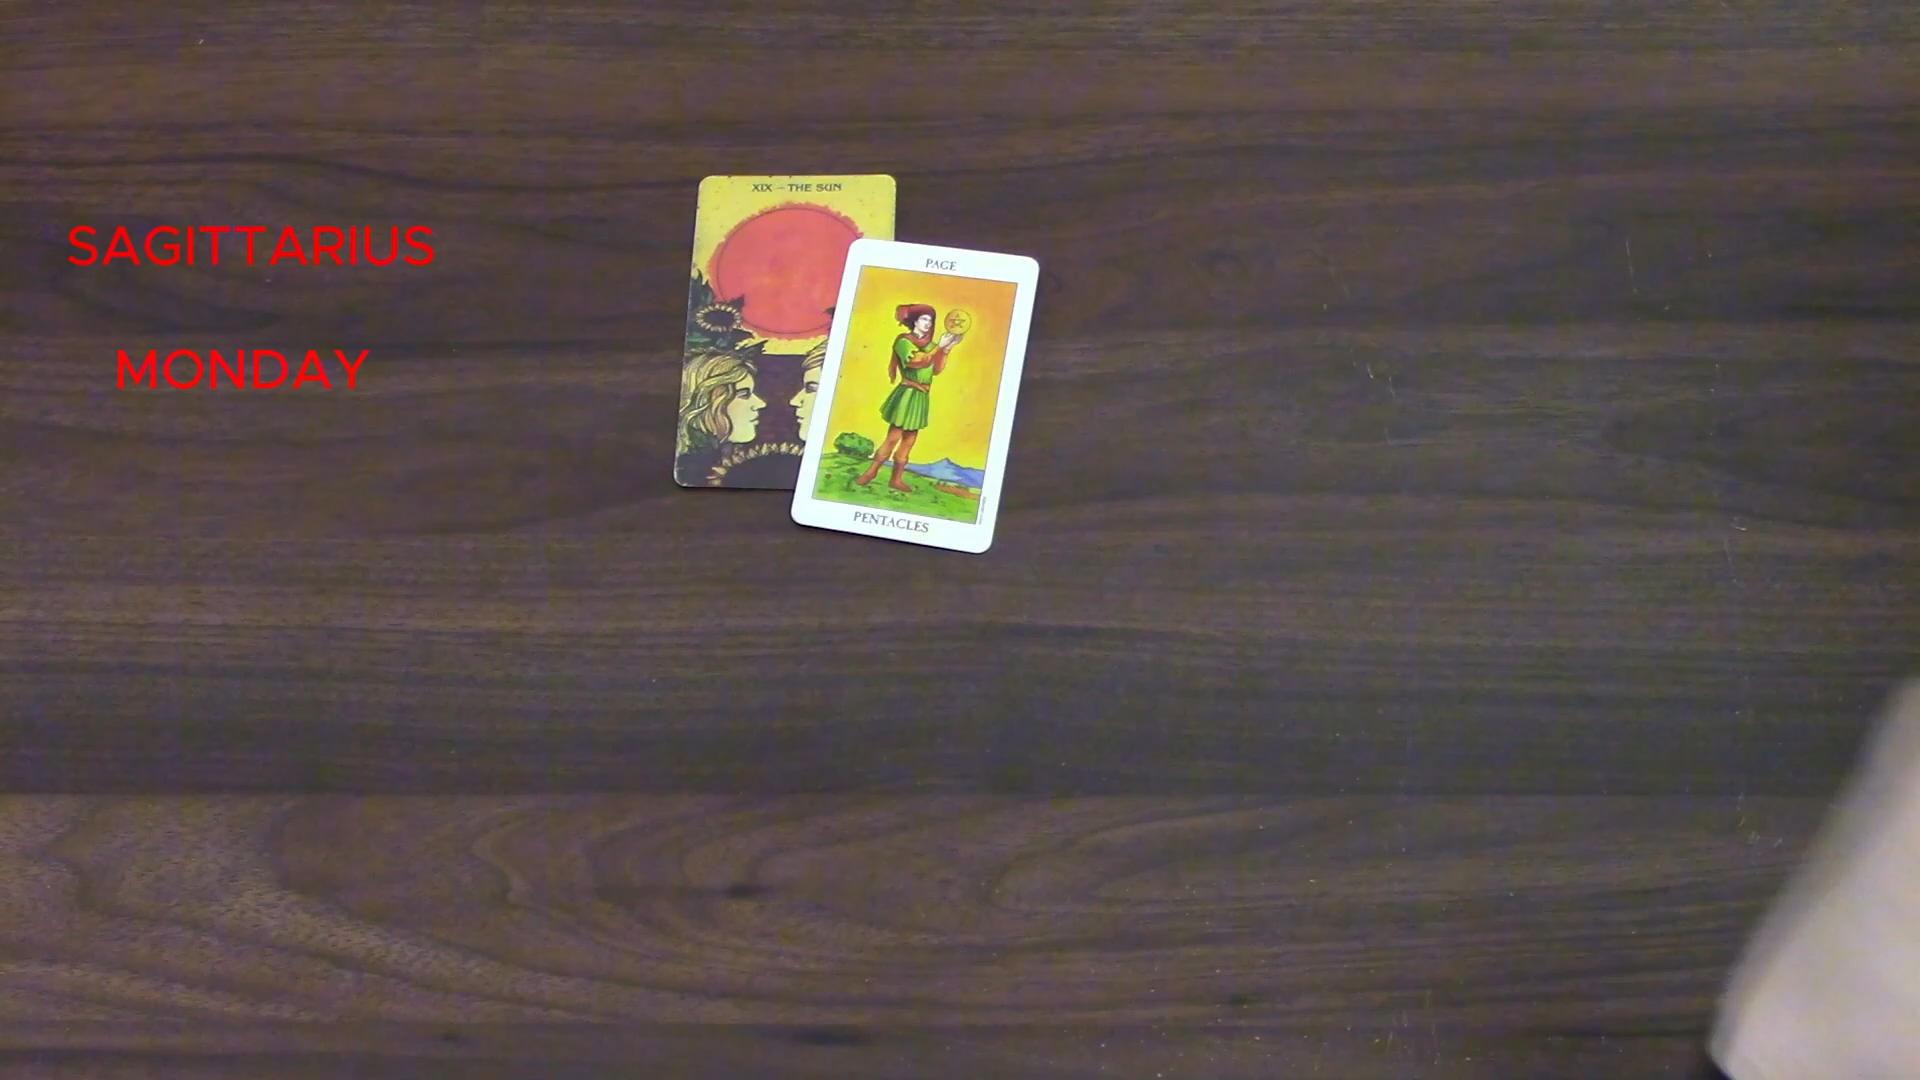 SAGITTARIUS
MONDAY
XIX – THE SUN
PAGE
PENTACLES